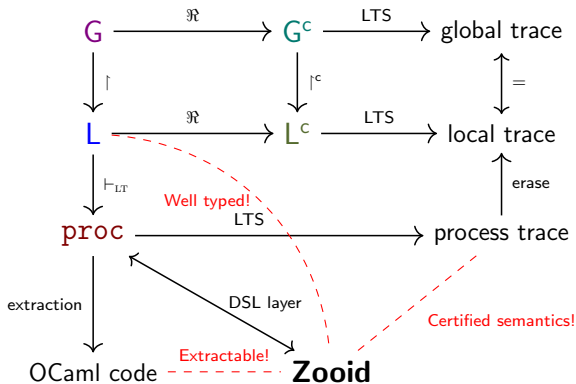 ℜ LTS
G Gᶜ global trace
↾ ↾ᶜ =
ℜ LTS
L Lᶜ local trace
⊢LT Well typed! erase
LTS
proc process trace
extraction DSL layer Certified semantics!
Extractable!
OCaml code Zooid